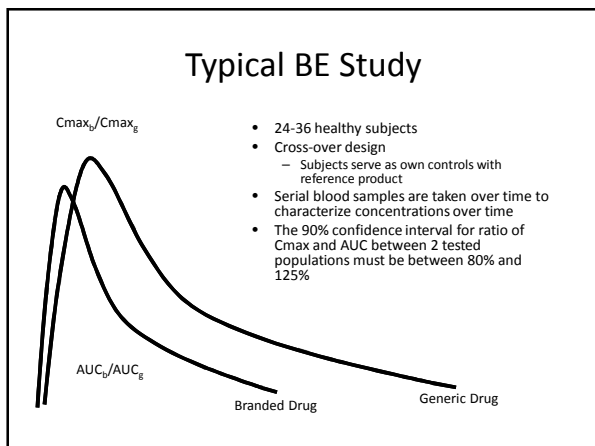 Typical BE Study
Cmaxb/Cmaxg
• 24-36 healthy subjects
• Cross-over design
– Subjects serve as own controls with
reference product
• Serial blood samples are taken over time to
characterize concentrations over time
• The 90% confidence interval for ratio of
Cmax and AUC between 2 tested
populations must be between 80% and
125%
AUCb/AUCg
Branded Drug
Generic Drug